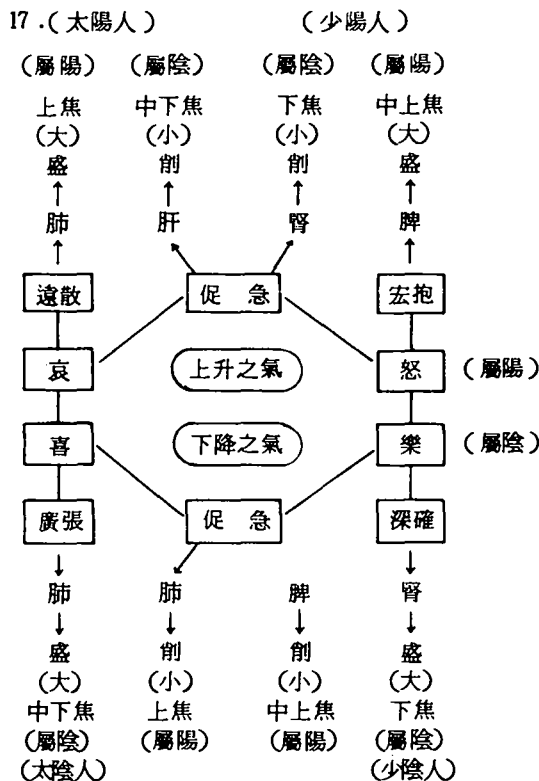 17.(太陽人) (少陽人)
(屬陽) (屬陰) (屬陰) (屬陽)
上焦 中下焦 下焦 中上焦
(大) (小) (小) (大)
盛 削 削 盛
肺 肝 腎 脾
遠散 促急 宏抱
哀 上升之氣 怒 (屬陽)
喜 下降之氣 樂 (屬陰)
廣張 促急 深確
肺 肺 脾 腎
盛 削 削 盛
(大) (小) (小) (大)
中下焦 上焦 中上焦 下焦
(屬陰) (屬陽) (屬陽) (屬陰)
(太陰人) (少陰人)